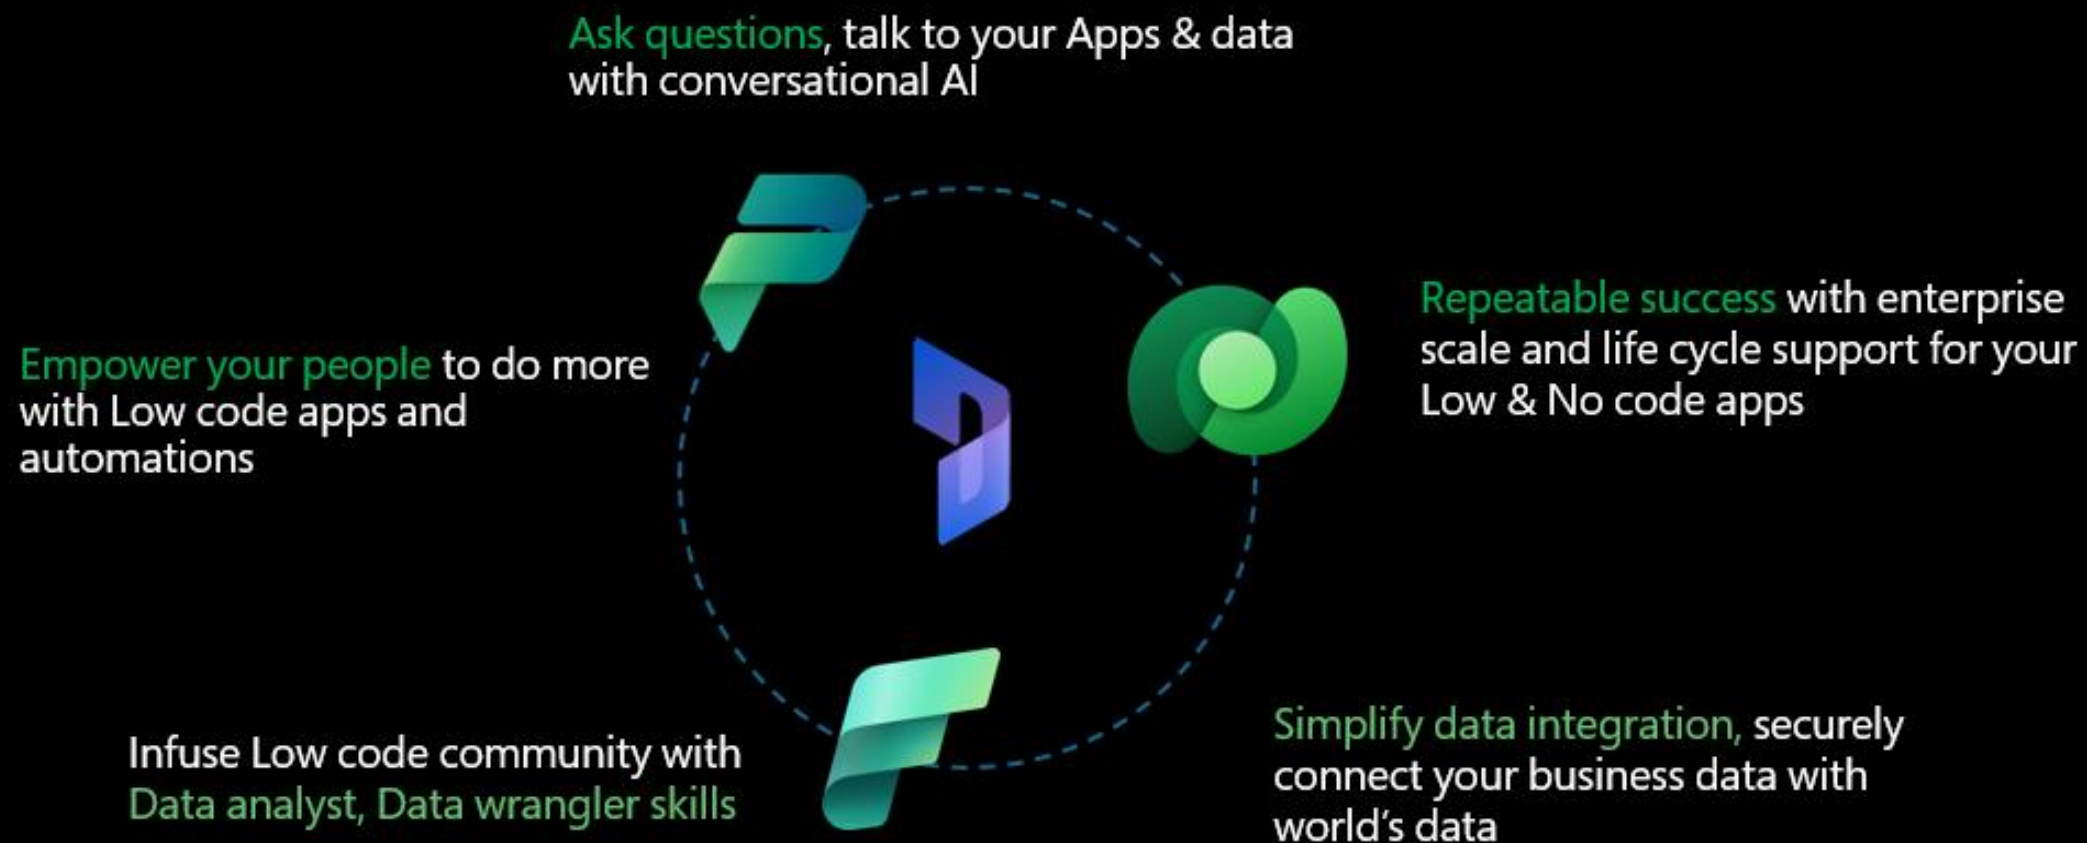 Ask questions, talk to your Apps & data
with conversational AI
Repeatable success with enterprise
scale and life cycle support for your
Low & No code apps
Empower your people to do more
with Low code apps and
automations
Simplify data integration, securely
connect your business data with
world's data
Infuse Low code community with
Data analyst, Data wrangler skills